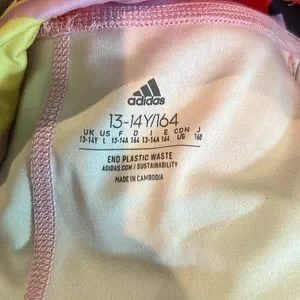 adidas
13-14Y/164
UK US F D I E CON J
13-14Y L 13-14A 164 13-14A 164 L/G 160
END PLASTIC WASTE
ADIDAS.COM / SUSTAINABILITY
MADE IN CAMBODIA